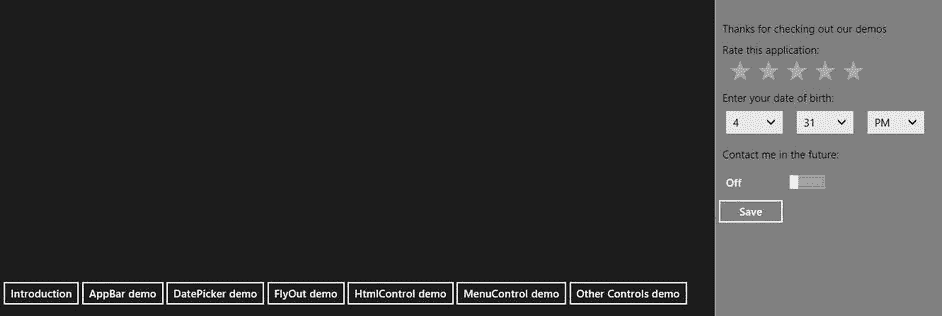 Thanks for checking out our demos
Rate this application:
Enter your date of birth:
4 31 PM
Contact me in the future:
Off
Save
Introduction AppBar demo DatePicker demo FlyOut demo HtmlControl demo MenuControl demo Other Controls demo